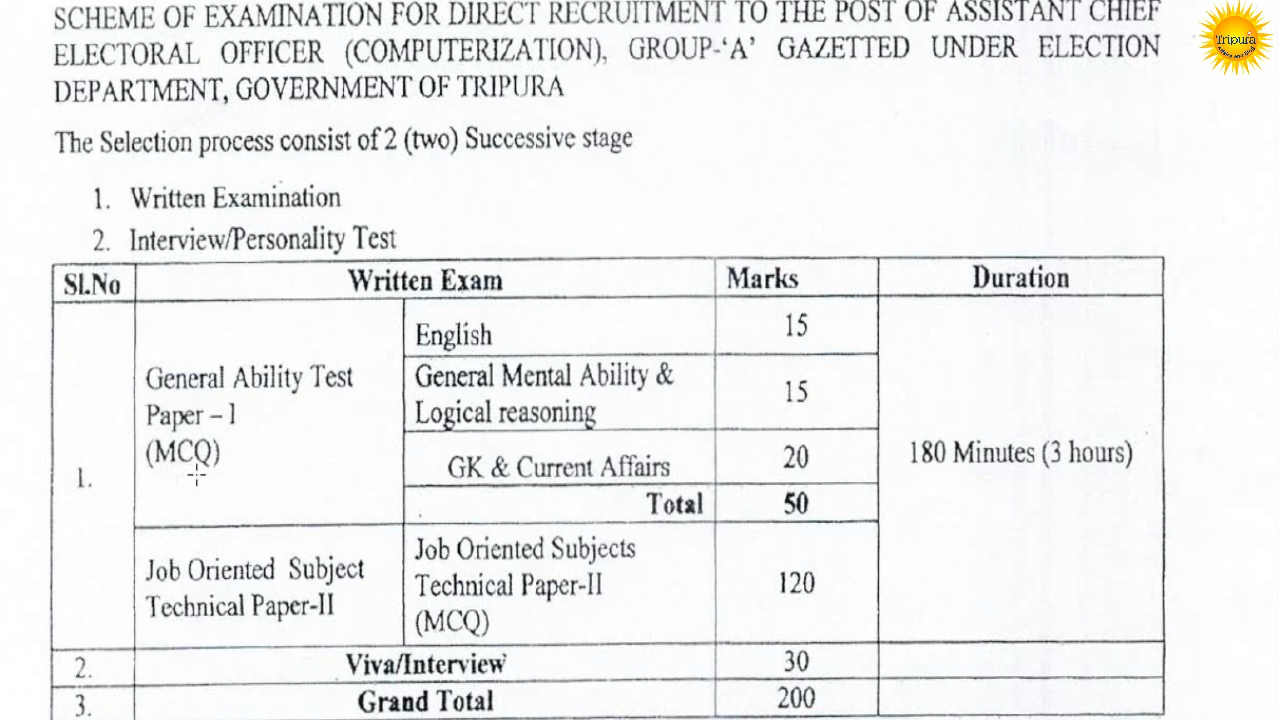 SCHEME OF EXAMINATION FOR DIRECT RECRUITMENT TO THE POST OF ASSISTANT CHIEF
ELECTORAL OFFICER (COMPUTERIZATION), GROUP-‘A’ GAZETTED UNDER ELECTION
DEPARTMENT, GOVERNMENT OF TRIPURA
Tripura
The Selection process consist of 2 (two) Successive stage
1. Written Examination
2. Interview/Personality Test
Sl.No Written Exam Marks Duration
1.
General Ability Test
Paper – I
(MCQ)
English 15
General Mental Ability &
Logical reasoning
15
GK & Current Affairs 20
Total 50
180 Minutes (3 hours)
Job Oriented Subject
Technical Paper-II
Job Oriented Subjects
Technical Paper-II
(MCQ)
120
2. Viva/Interview 30
3. Grand Total 200